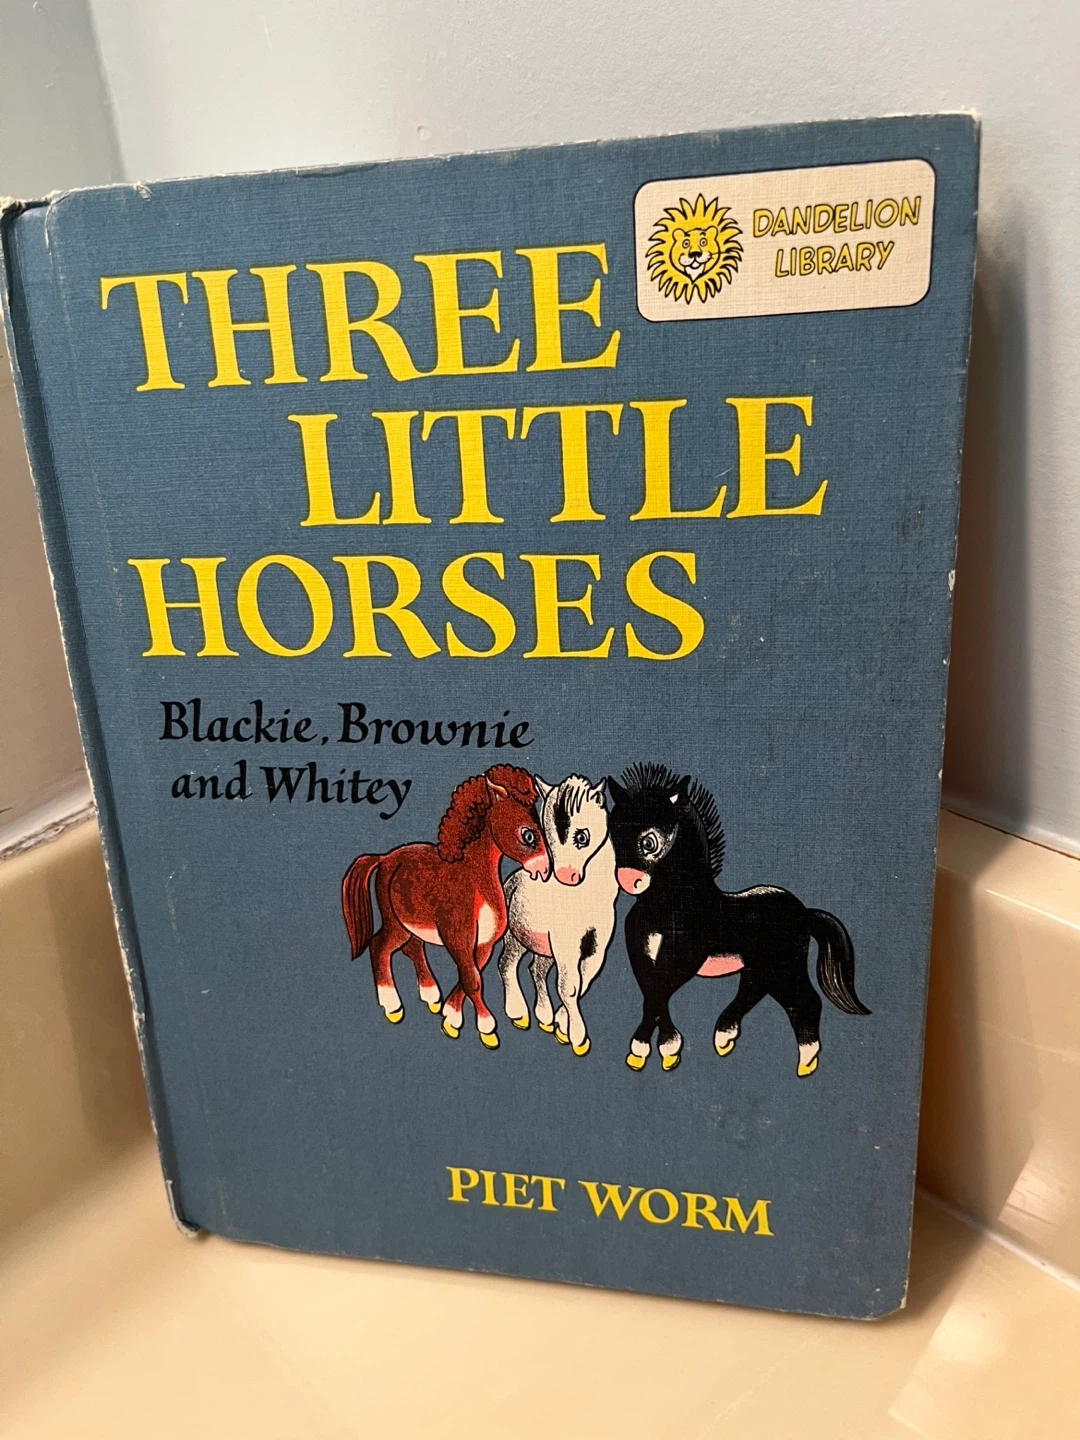 DANDELION
LIBRARY
THREE
LITTLE
HORSES
Blackie, Brownie
and Whitey
PIET WORM